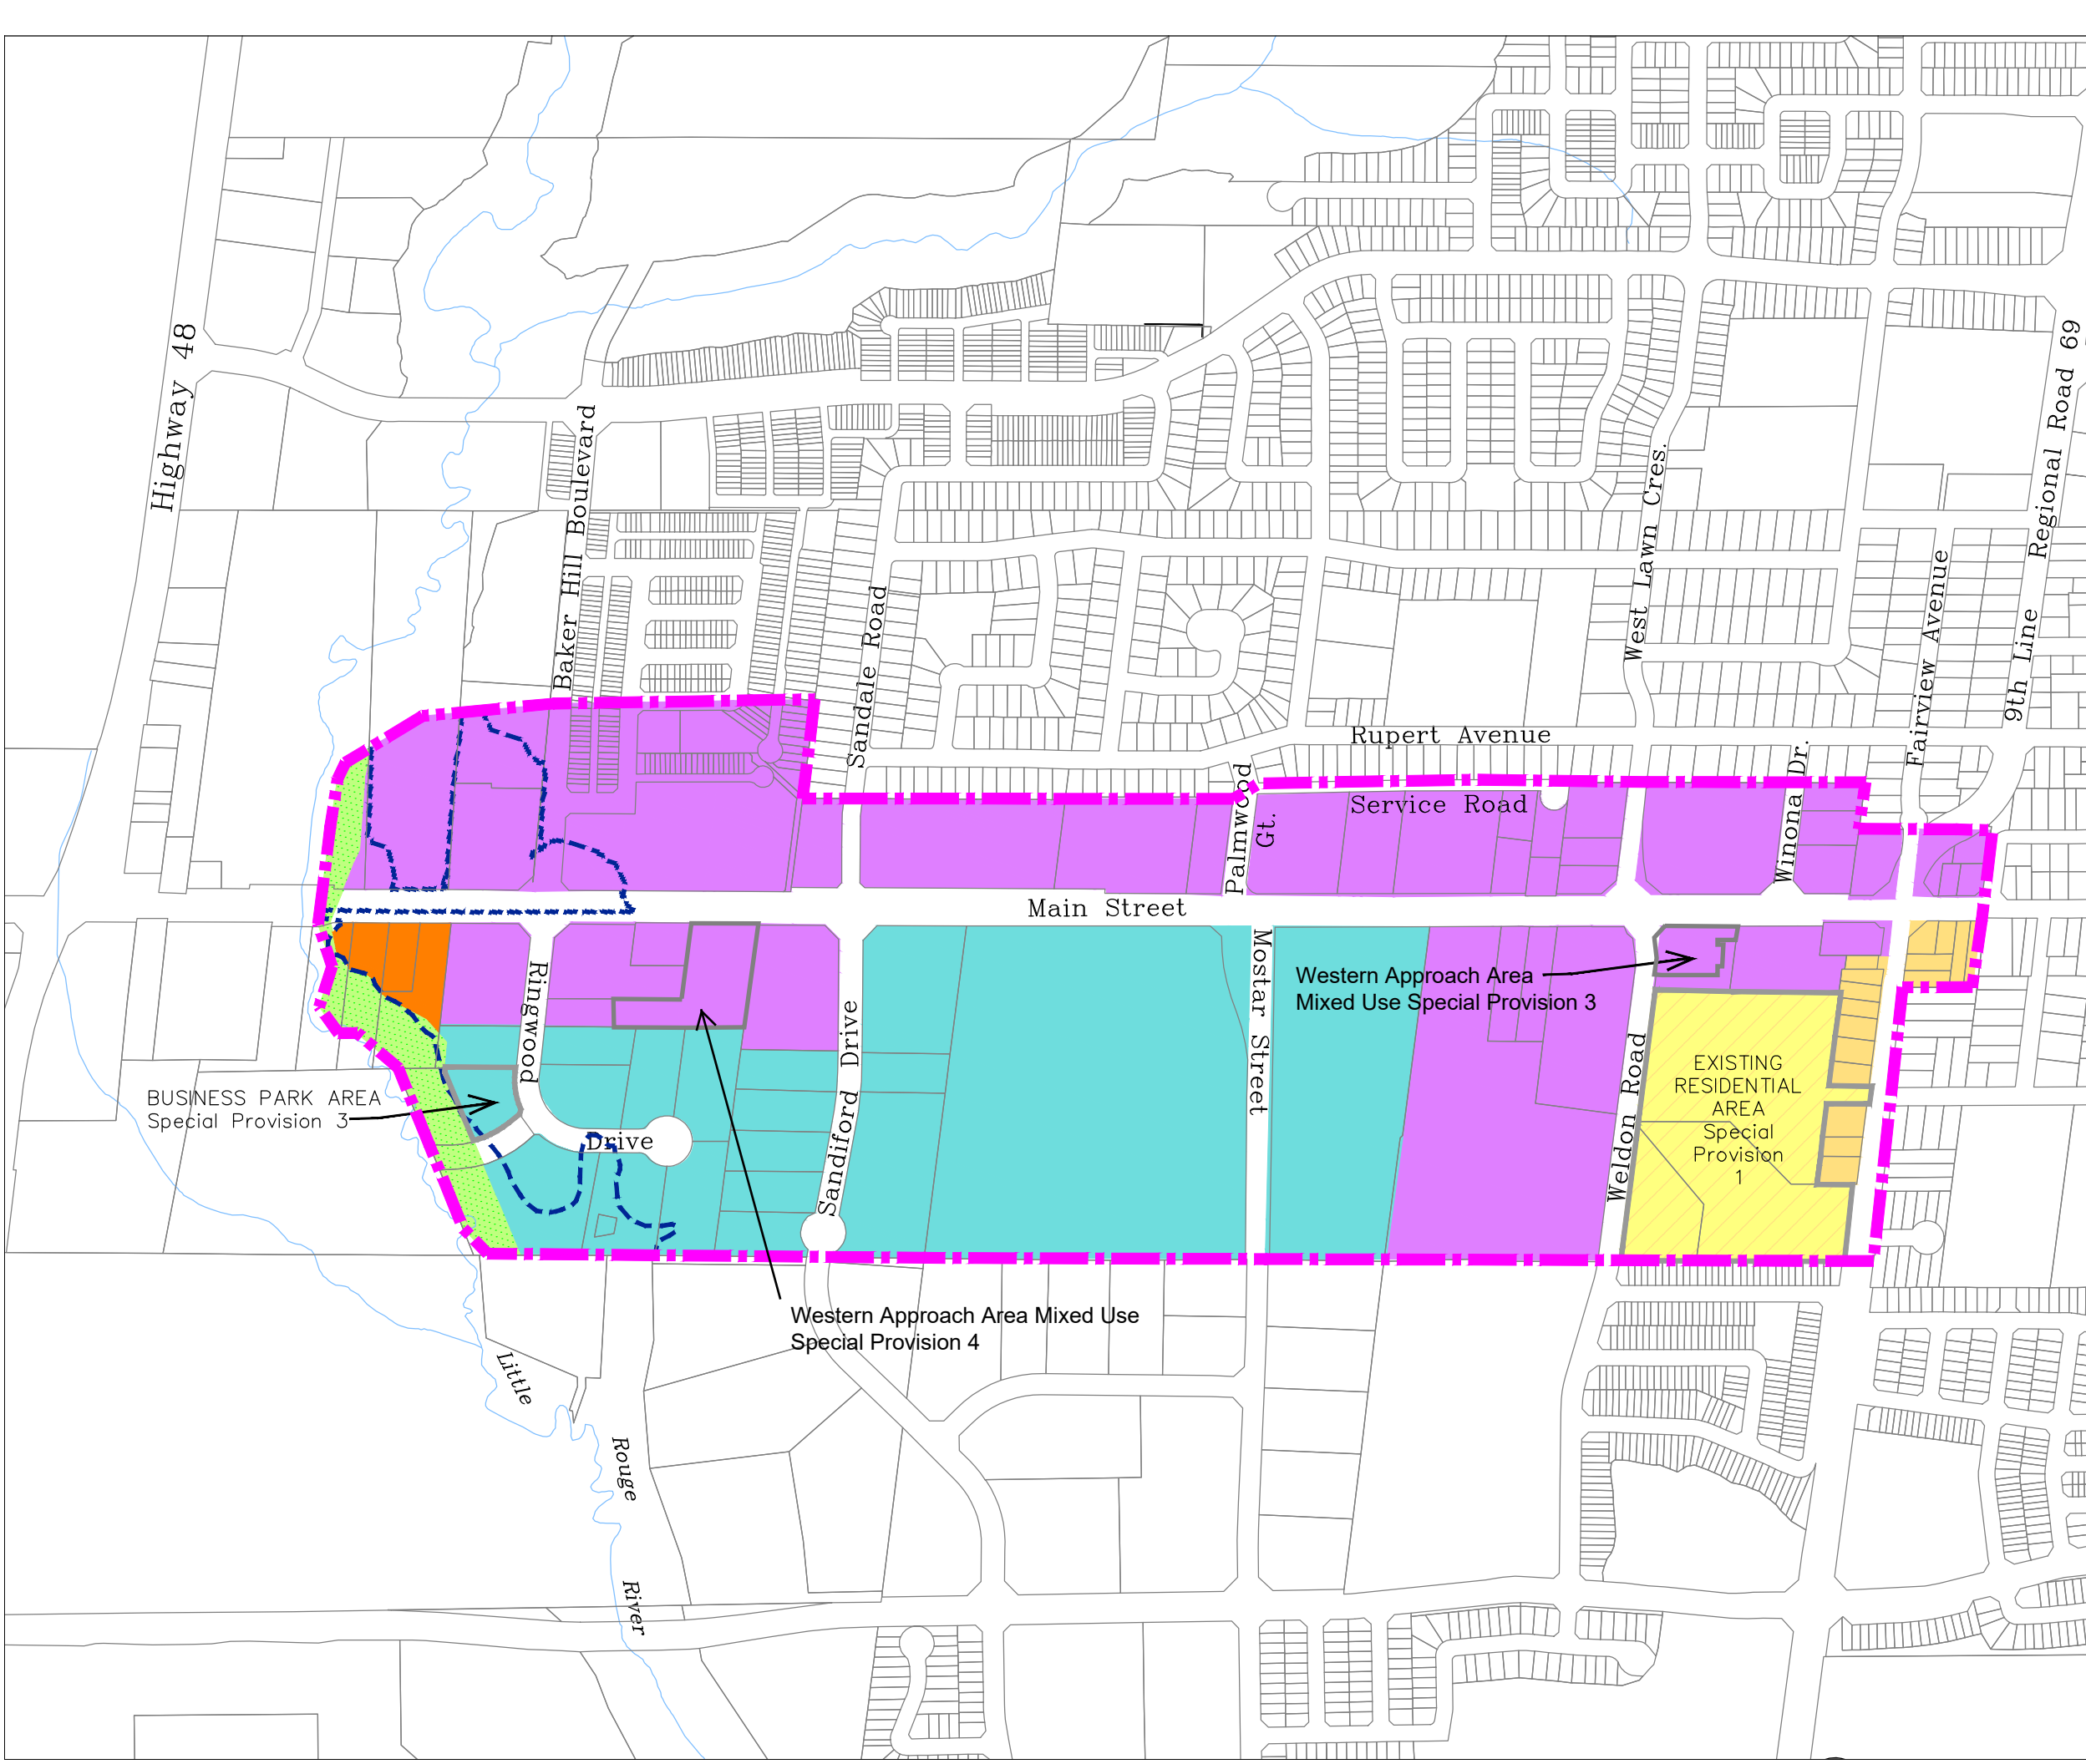 Highway 48
Baker Hill Boulevard
Sandale Road
West Lawn Cres.
Fairview Avenue
9th Line Regional Road 69
Rupert Avenue
Service Road
Palmwood
Gt.
Winona Dr.
Main Street
Ringwood
Drive
Sandiford Drive
Mostar Street
Weldon Road
Western Approach Area
Mixed Use Special Provision 3
EXISTING
RESIDENTIAL
AREA
Special
Provision
1
BUSINESS PARK AREA
Special Provision 3
Western Approach Area Mixed Use
Special Provision 4
Little
Rouge
River